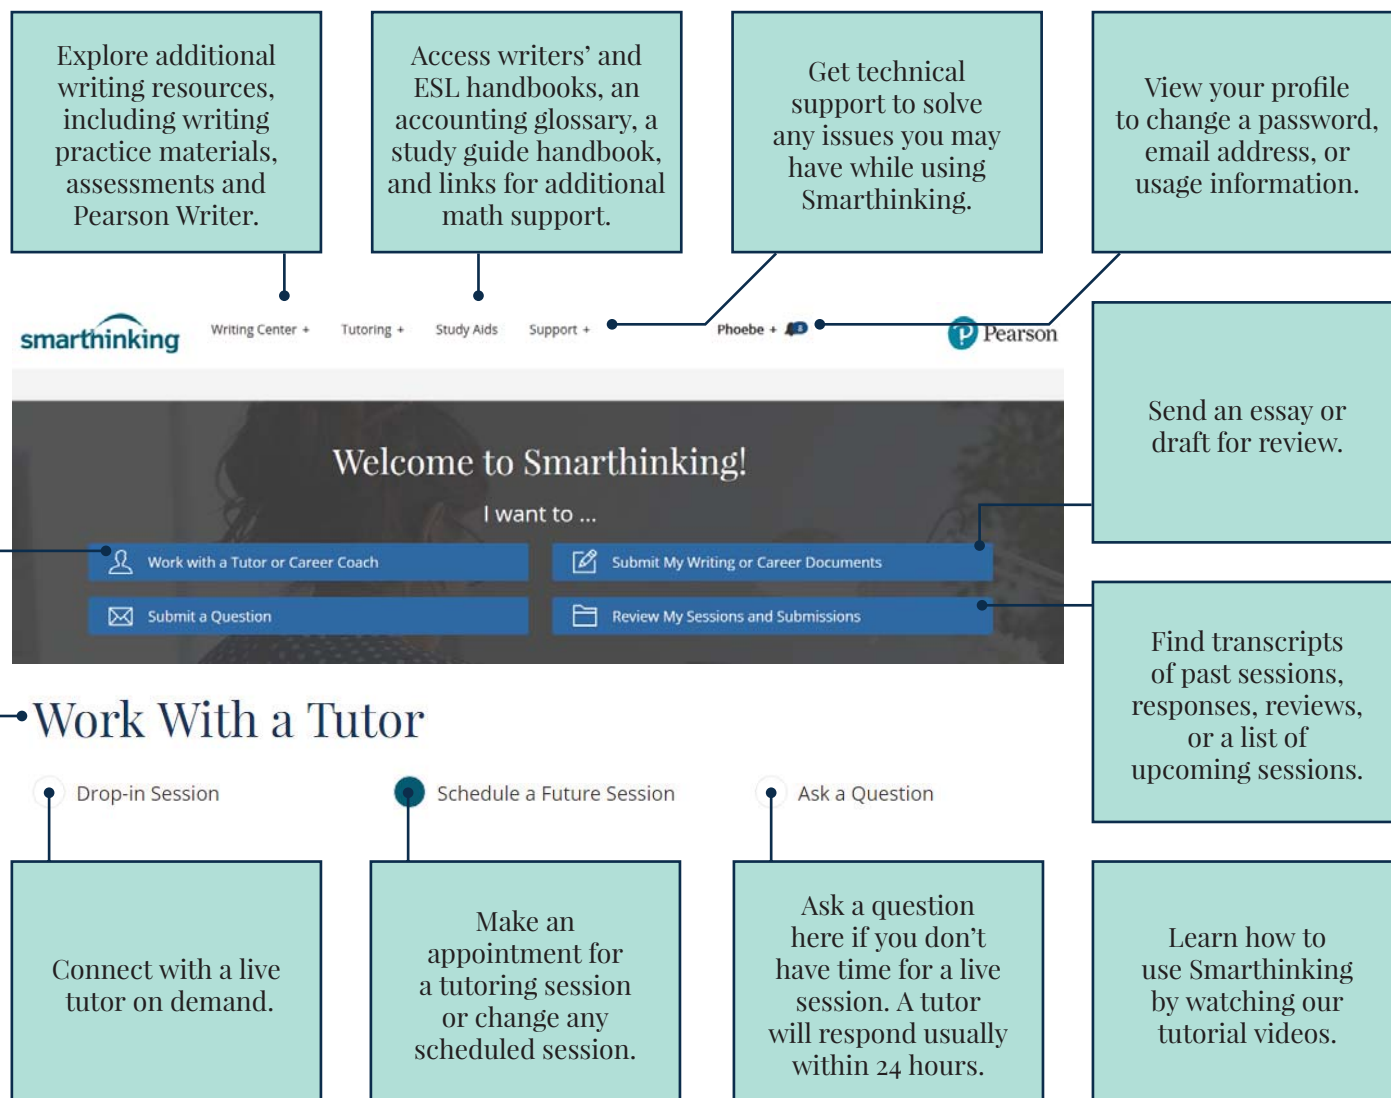 Explore additional
writing resources,
including writing
practice materials,
assessments and
Pearson Writer.
Access writers’ and
ESL handbooks, an
accounting glossary, a
study guide handbook,
and links for additional
math support.
Get technical
support to solve
any issues you may
have while using
Smarthinking.
View your profile
to change a password,
email address, or
usage information.
smarthinking
Writing Center +
Tutoring +
Study Aids
Support +
Phoebe +
Pearson
Welcome to Smarthinking!
I want to ...
Work with a Tutor or Career Coach
Submit My Writing or Career Documents
Submit a Question
Review My Sessions and Submissions
Send an essay or
draft for review.
Find transcripts
of past sessions,
responses, reviews,
or a list of
upcoming sessions.
Work With a Tutor
Drop-in Session
Schedule a Future Session
Ask a Question
Connect with a live
tutor on demand.
Make an
appointment for
a tutoring session
or change any
scheduled session.
Ask a question
here if you don’t
have time for a live
session. A tutor
will respond usually
within 24 hours.
Learn how to
use Smarthinking
by watching our
tutorial videos.